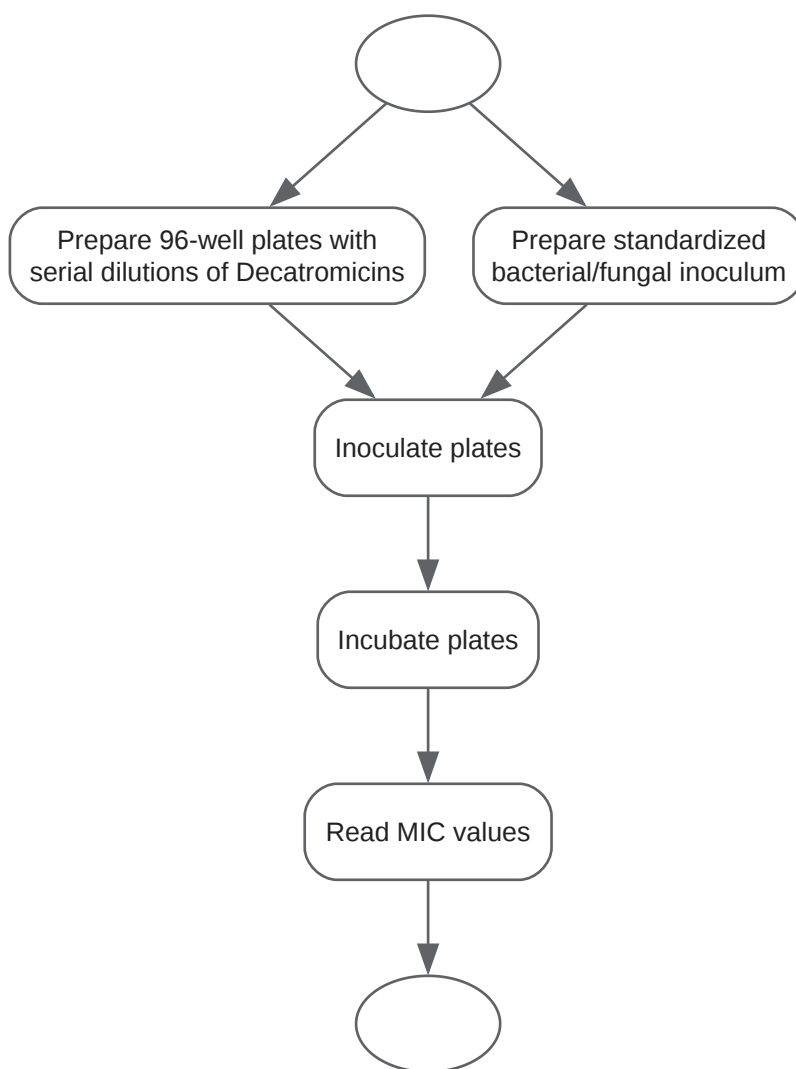 Prepare 96-well plates with
serial dilutions of Decatromicins
Prepare standardized
bacterial/fungal inoculum
Inoculate plates
Incubate plates
Read MIC values